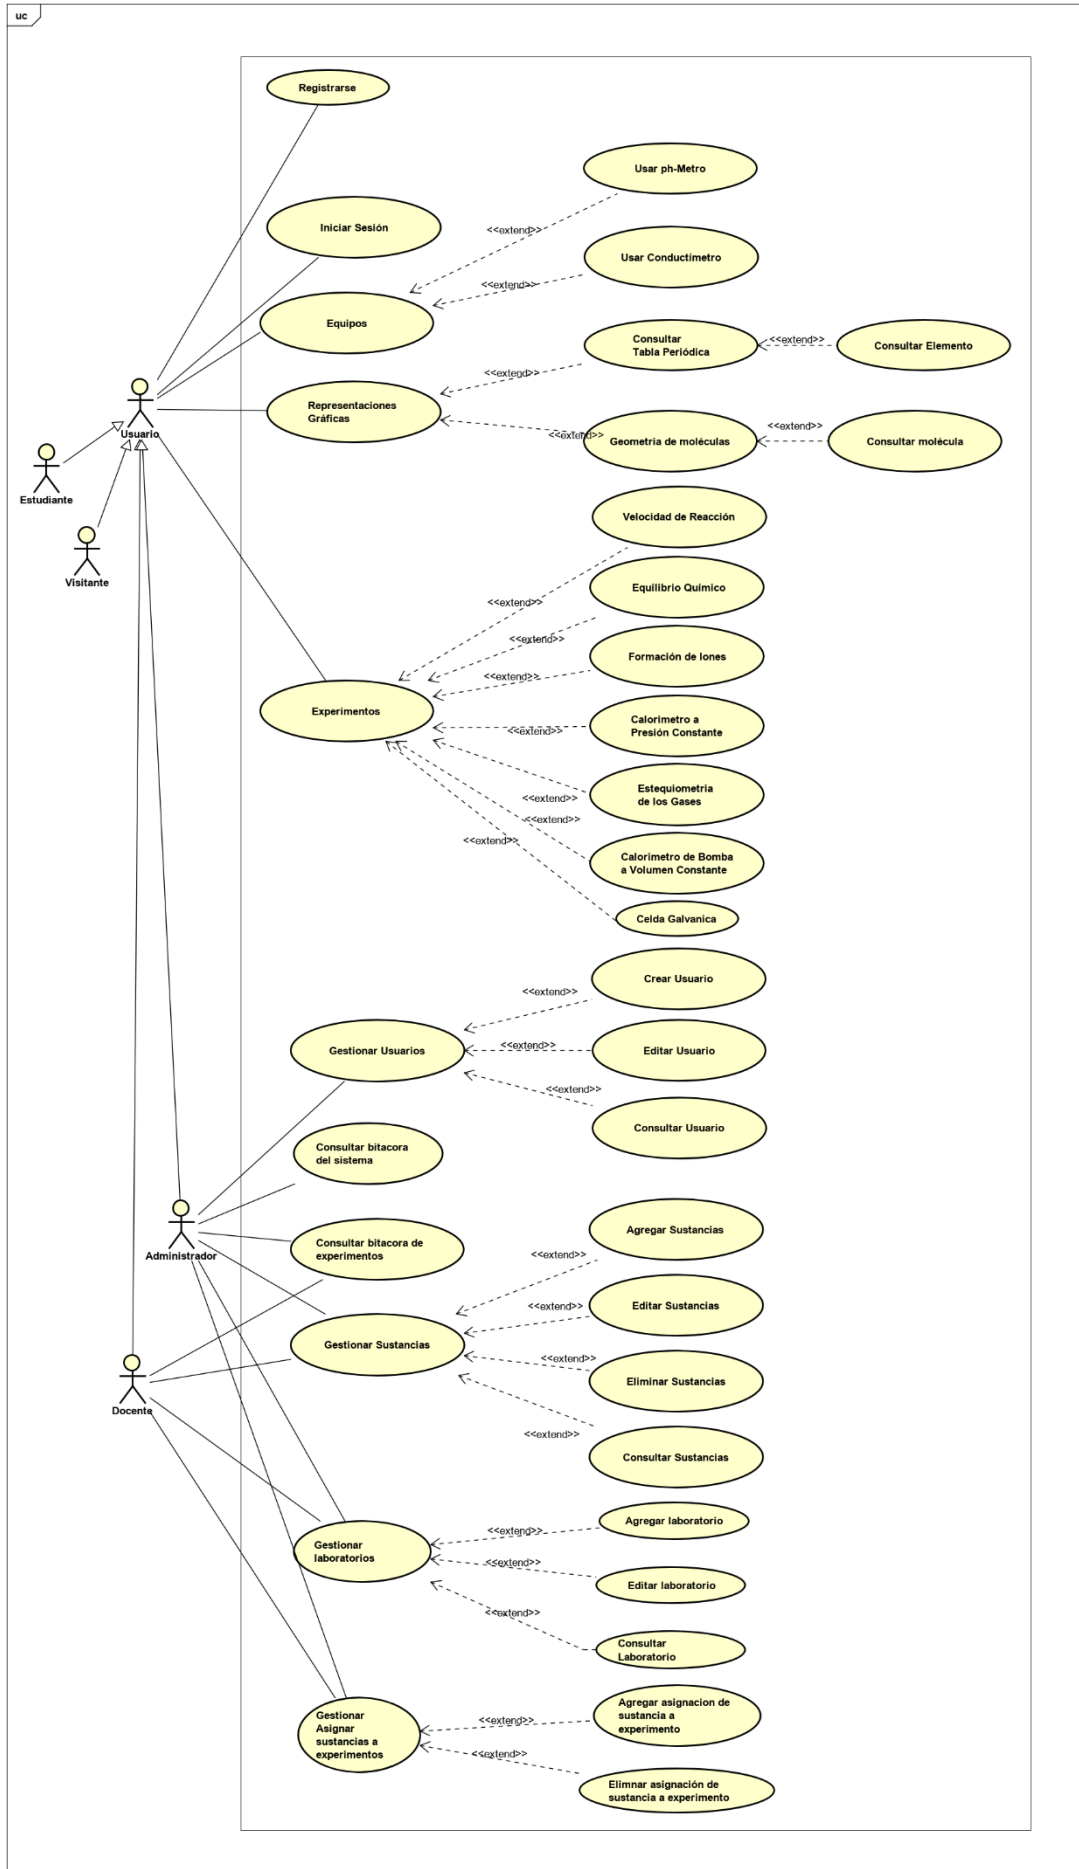 uc
Registrarse
Usar ph-Metro
Iniciar Sesión
<<extend>>
Usar Conductímetro
<<extend>>
Equipos
Consultar
Tabla Periódica
<<extend>>
Consultar Elemento
<<extend>>
Representaciones
Gráficas
<<extend>>
Geometria de moléculas
<<extend>>
Consultar molécula
Usuario
Estudiante
Visitante
Velocidad de Reacción
Equilibrio Químico
<<extend>>
<<extend>>
Formación de Iones
<<extend>>
Experimentos
Calorimetro a
Presión Constante
<<extend>>
Estequiometria
de los Gases
<<extend>>
<<extend>>
<<extend>>
Calorimetro de Bomba
a Volumen Constante
Celda Galvanica
Crear Usuario
<<extend>>
Gestionar Usuarios
<<extend>>
Editar Usuario
<<extend>>
Consultar Usuario
Consultar bitacora
del sistema
Agregar Sustancias
Administrador
Consultar bitacora de
experimentos
<<extend>>
Editar Sustancias
<<extend>>
Gestionar Sustancias
<<extend>>
Eliminar Sustancias
Docente
<<extend>>
Consultar Sustancias
Agregar laboratorio
<<extend>>
Gestionar
laboratorios
<<extend>>
Editar laboratorio
<<extend>>
Consultar
Laboratorio
Gestionar
Asignar
sustancias a
experimentos
<<extend>>
Agregar asignacion de
sustancia a
experimento
<<extend>>
Elimnar asignación de
sustancia a experimento